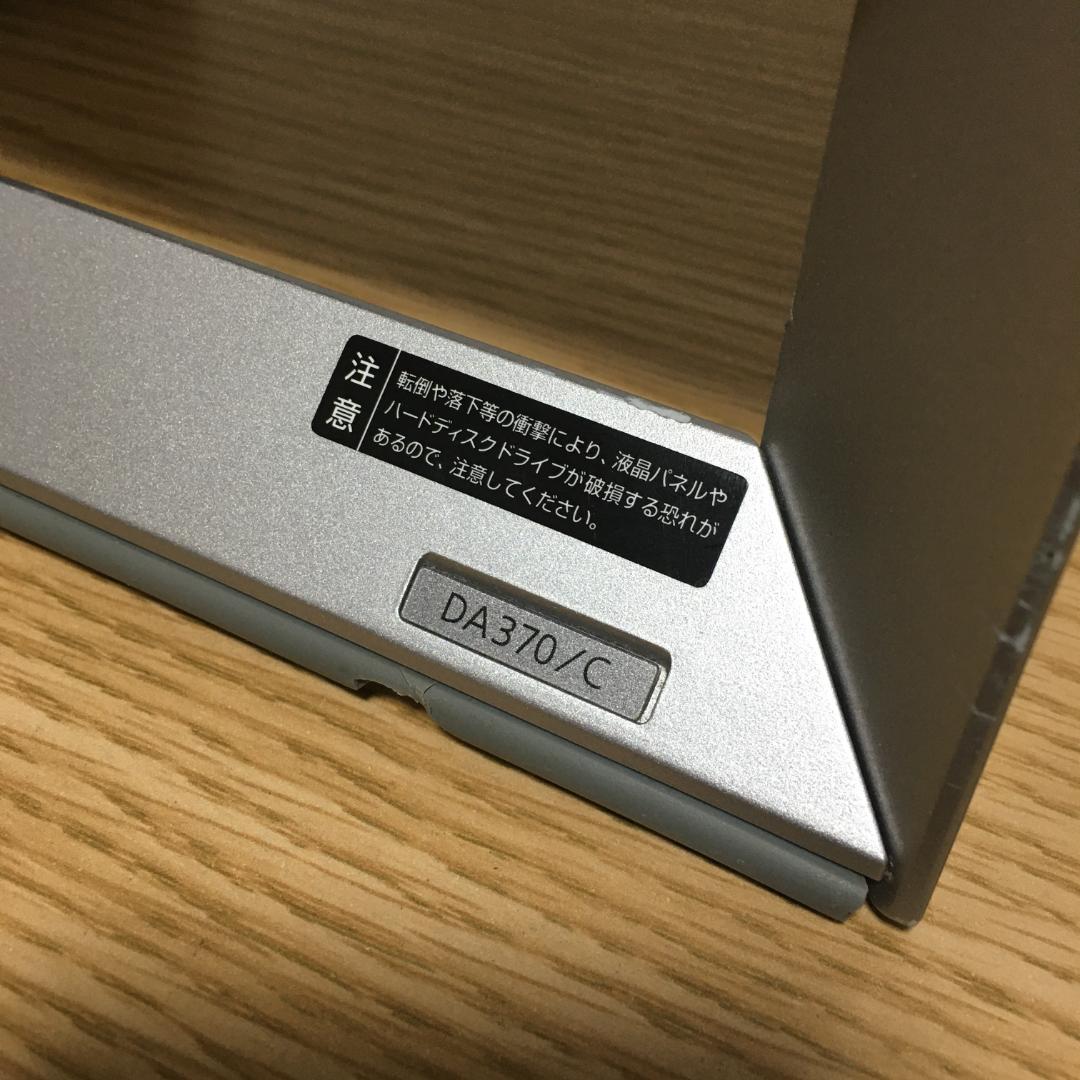 注意
転倒や落下等の衝撃により、液晶パネルや
ハードディスクドライブが破損する恐れが
あるので、注意してください。
DA370/C